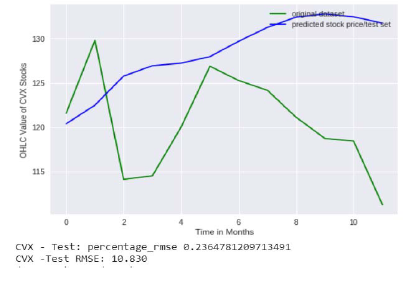 original dataset
predicted stock price/test set
OHLC Value of CVX Stocks
130
125
120
115
0
2
4
6
8
10
Time in Months
CVX - Test: percentage_rmse 0.2364781209713491
CVX -Test RMSE: 10.830